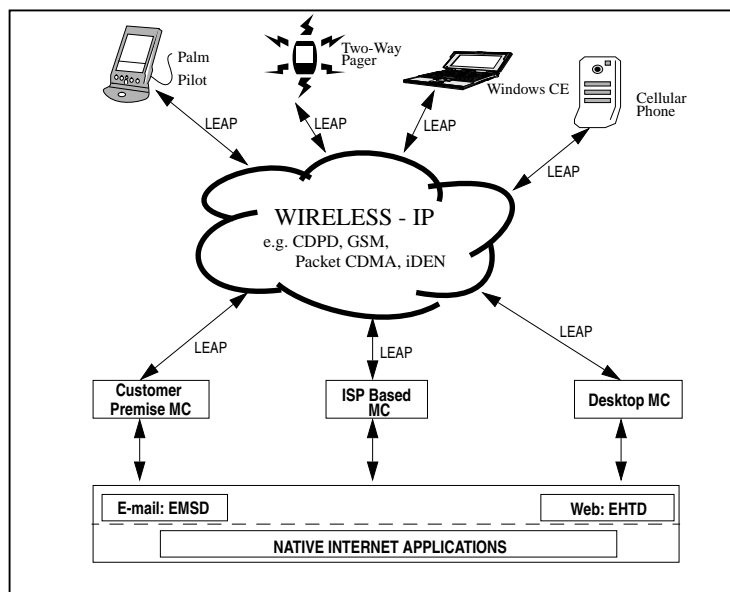 Palm
Pilot
Two-Way
Pager
Windows CE
Cellular
Phone
LEAP
LEAP
LEAP
LEAP
WIRELESS - IP
e.g. CDPD, GSM,
Packet CDMA, iDEN
LEAP
LEAP
LEAP
Customer
Premise MC
ISP Based
MC
Desktop MC
E-mail: EMSD
Web: EHTD
NATIVE INTERNET APPLICATIONS